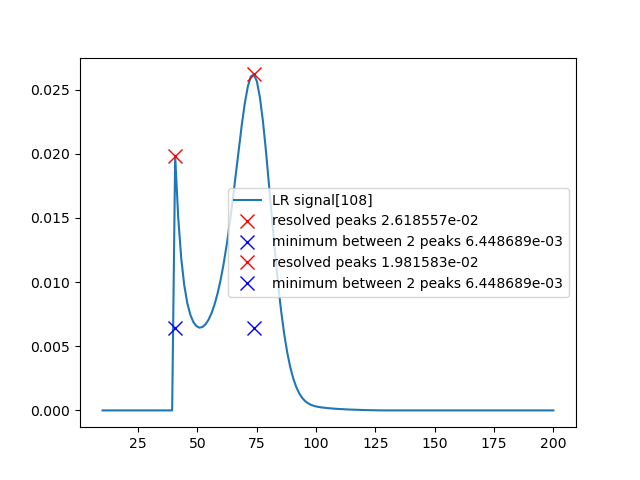 0.025
0.020
0.015
0.010
0.005
0.000
LR signal[108]
resolved peaks 2.618557e-02
minimum between 2 peaks 6.448689e-03
resolved peaks 1.981583e-02
minimum between 2 peaks 6.448689e-03
25 50 75 100 125 150 175 200